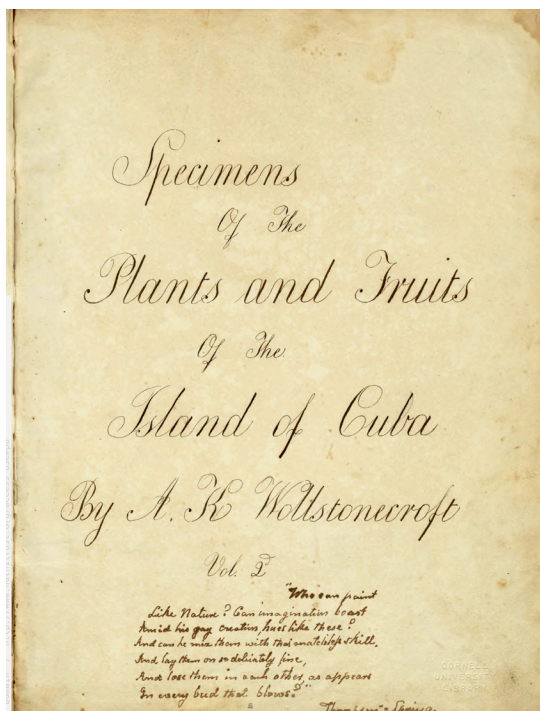 Specimens
Of The
Plants and Fruits
Of The
Island of Cuba
By A. K Wollstonecroft
Vol. 2
"Who can paint
Like Nature? Can imagination boast
Amid his gay creation, hues like these?
And can he mix them with that matchless skill,
And lay them on so delicately fine,
And lose them in each other, as appears
In every bud that blows?"
Thompson's Spring.
CORNELL
UNIVERSITY
LIBRARY